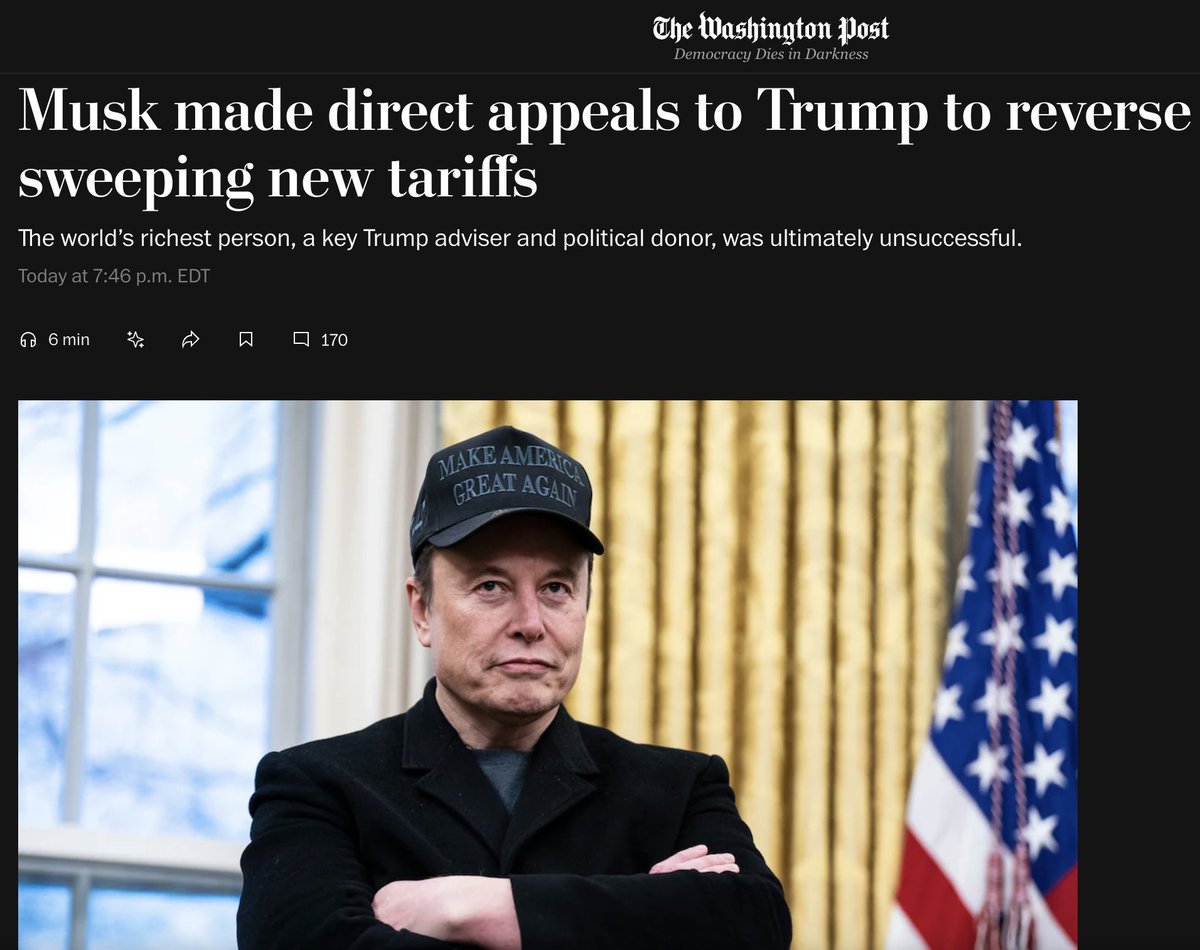 The Washington Post
Democracy Dies in Darkness
Musk made direct appeals to Trump to reverse
sweeping new tariffs
The world’s richest person, a key Trump adviser and political donor, was ultimately unsuccessful.
Today at 7:46 p.m. EDT
6 min
170
MAKE AMERICA
GREAT AGAIN